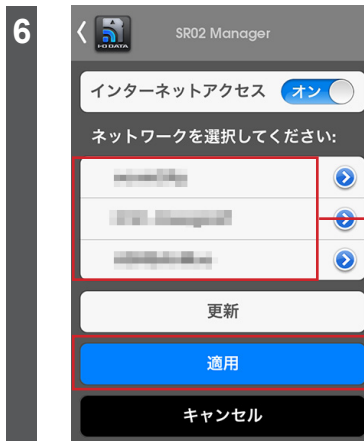 6
I-O DATA
SR02 Manager
インターネットアクセス オン
ネットワークを選択してください:
更新
適用
キャンセル